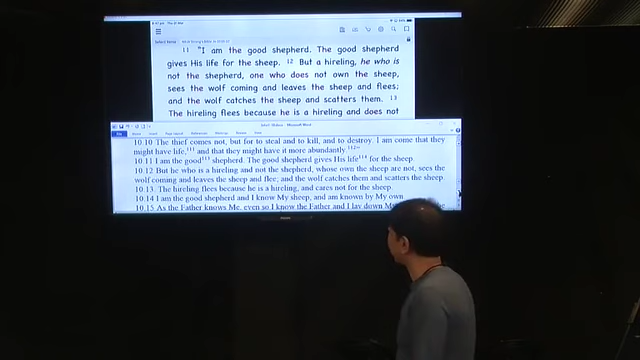 11 "I am the good shepherd. The good shepherd
gives His life for the sheep. 12 But a hireling, he who is
not the shepherd, one who does not own the sheep,
sees the wolf coming and leaves the sheep and flees;
and the wolf catches the sheep and scatters them. 13
The hireling flees because he is a hireling and does not
10.10 The thief comes not, but for to steal and to kill, and to destroy. I am come that they
might have life, and that they might have it more abundantly.
10.11 I am the good shepherd. The good shepherd gives His life for the sheep.
10.12 But he who is a hireling and not the shepherd, whose own the sheep are not, sees the
wolf coming and leaves the sheep and flee; and the wolf catches them and scatters the sheep.
10.13. The hireling flees because he is a hireling, and cares not for the sheep.
10.14 I am the good shepherd and I know My sheep, and am known by My own
10.15 As the Father knows Me, even so I know the Father and I lay down